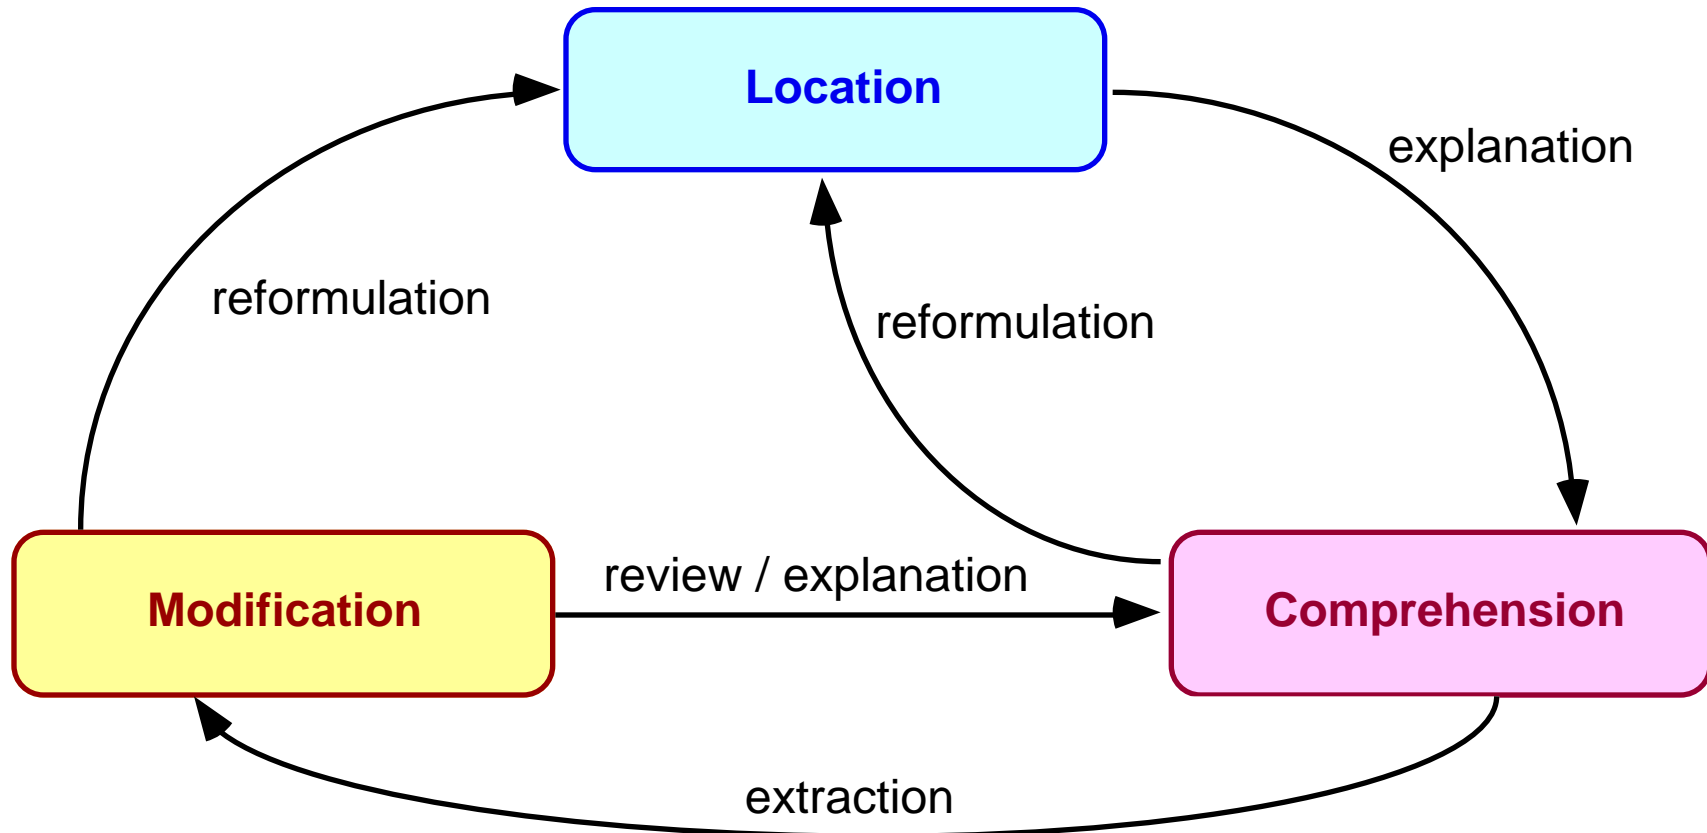 Location
explanation
reformulation
reformulation
review / explanation
Modification
Comprehension
extraction